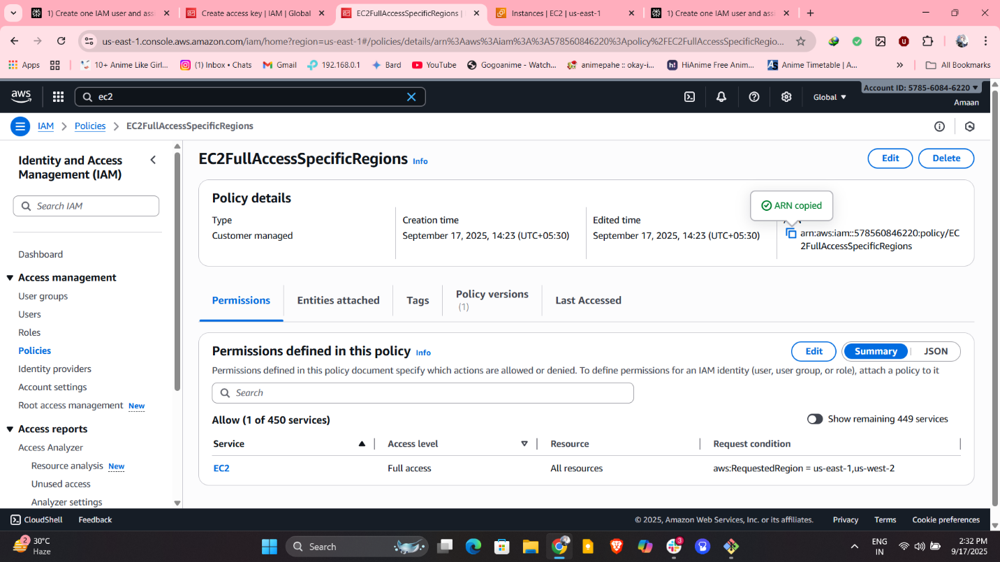 1) Create one IAM user and ass
Create access key | IAM | Global
EC2FullAccessSpecificRegions |
Instances | EC2 | us-east-1
1) Create one IAM user and ass
us-east-1.console.aws.amazon.com/iam/home?region=us-east-1#/policies/details/arn%3Aaws%3Aiam%3A%3A578560846220%3Apolicy%2FEC2FullAccessSpecificRegio...
Apps
10+ Anime Like Girl...
(1) Inbox • Chats
Gmail
192.168.0.1
Bard
YouTube
Gogoanime - Watch...
animepahe :: okay-i...
HiAnime Free Anim...
Anime Timetable | A...
All Bookmarks
aws
ec2
Global
Account ID: 5785-6084-6220
Amaan
IAM
Policies
EC2FullAccessSpecificRegions
Identity and Access
Management (IAM)
Search IAM
Dashboard
Access management
User groups
Users
Roles
Policies
Identity providers
Account settings
Root access management New
Access reports
Access Analyzer
Resource analysis New
Unused access
Analyzer settings
EC2FullAccessSpecificRegions Info
Edit
Delete
Policy details
Type
Customer managed
Creation time
September 17, 2025, 14:23 (UTC+05:30)
Edited time
September 17, 2025, 14:23 (UTC+05:30)
ARN copied
arn:aws:iam::578560846220:policy/EC
2FullAccessSpecificRegions
Permissions
Entities attached
Tags
Policy versions
(1)
Last Accessed
Permissions defined in this policy Info
Edit
Summary
JSON
Permissions defined in this policy document specify which actions are allowed or denied. To define permissions for an IAM identity (user, user group, or role), attach a policy to it
Search
Allow (1 of 450 services)
Show remaining 449 services
Service
Access level
Resource
Request condition
EC2
Full access
All resources
aws:RequestedRegion = us-east-1,us-west-2
CloudShell
Feedback
© 2025, Amazon Web Services, Inc. or its affiliates.
Privacy
Terms
Cookie preferences
2
30°C
Haze
Search
3
ENG
IN
2:32 PM
9/17/2025